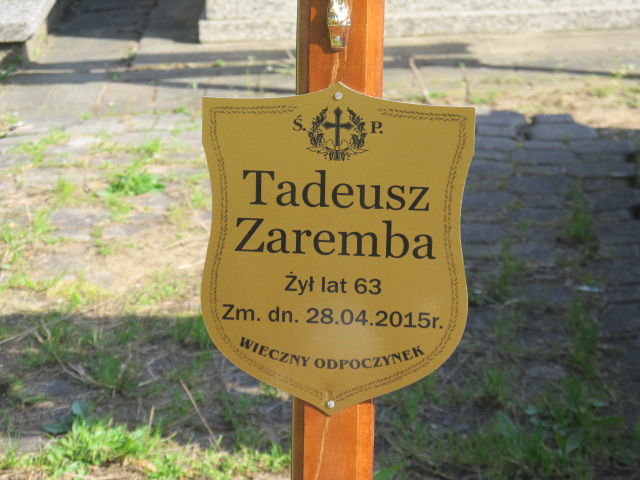 Ś. P.
Tadeusz
Zaremba
Żył lat 63
Zm. dn. 28.04.2015r.
WIECZNY ODPOCZYNEK